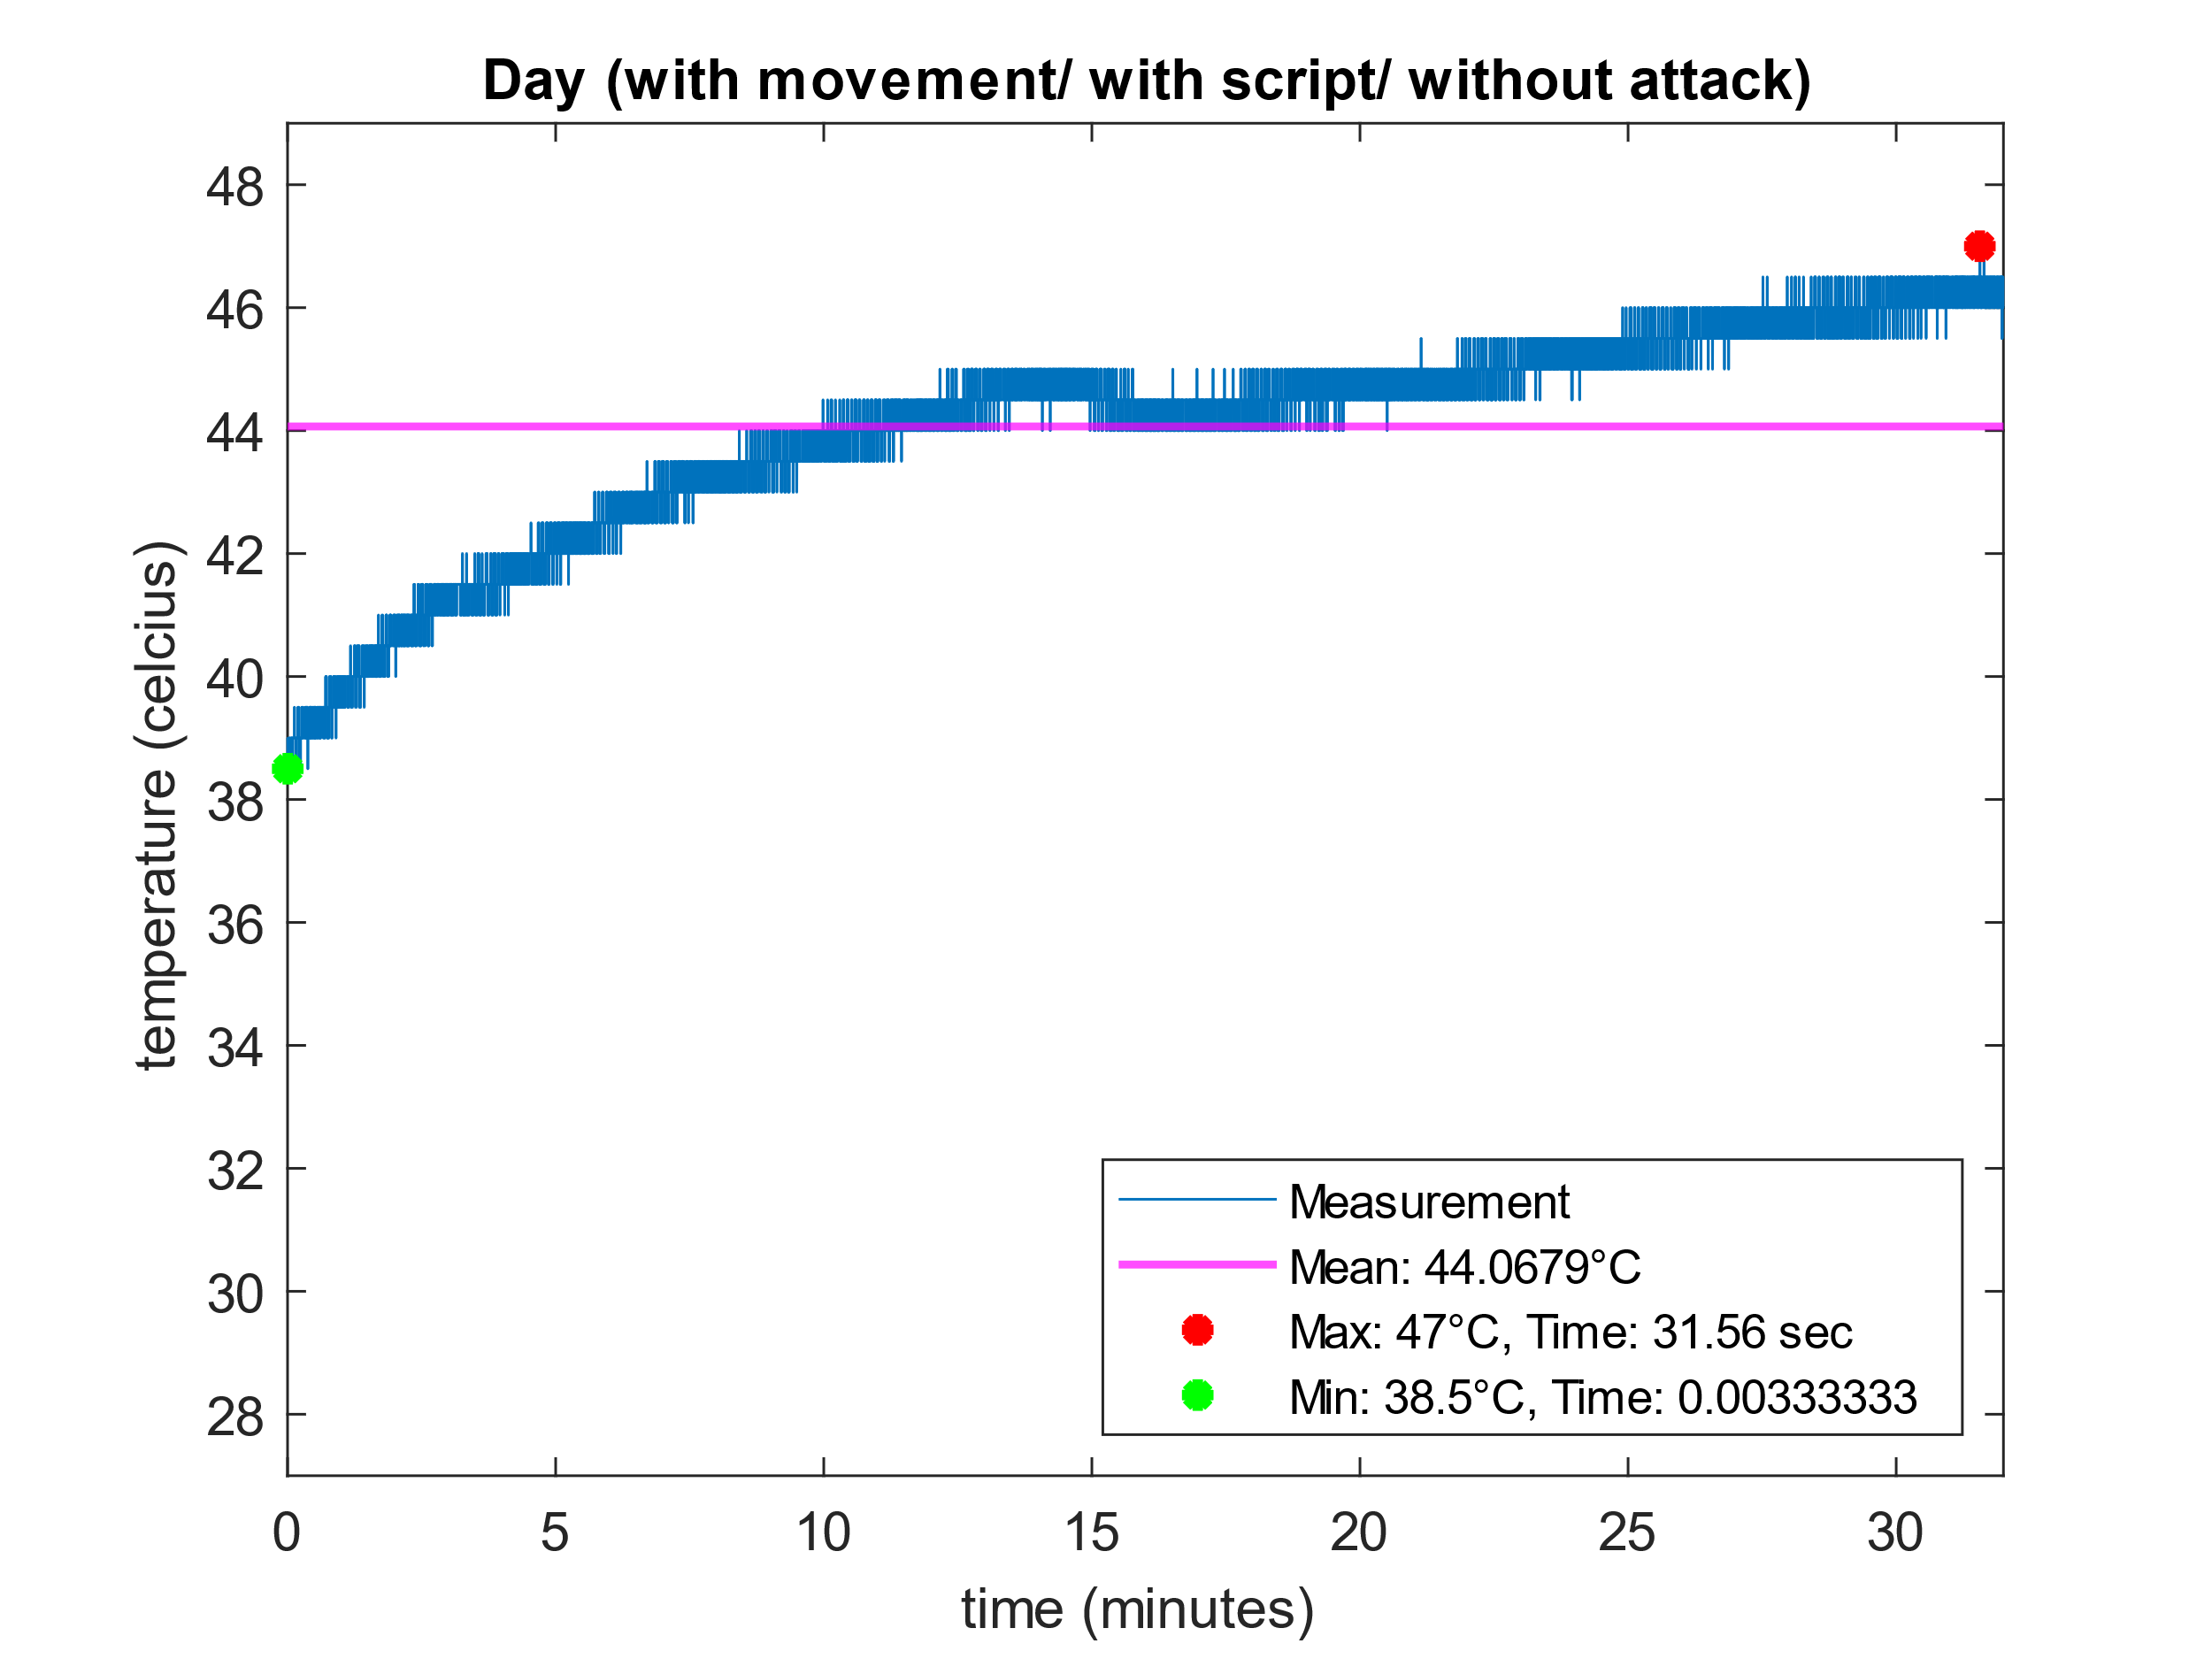 Day (with movement/ with script/ without attack)
temperature (celcius)
48
46
44
42
40
38
36
34
32
30
28
Measurement
Mean: 44.0679°C
Max: 47°C, Time: 31.56 sec
Min: 38.5°C, Time: 0.00333333
0 5 10 15 20 25 30
time (minutes)